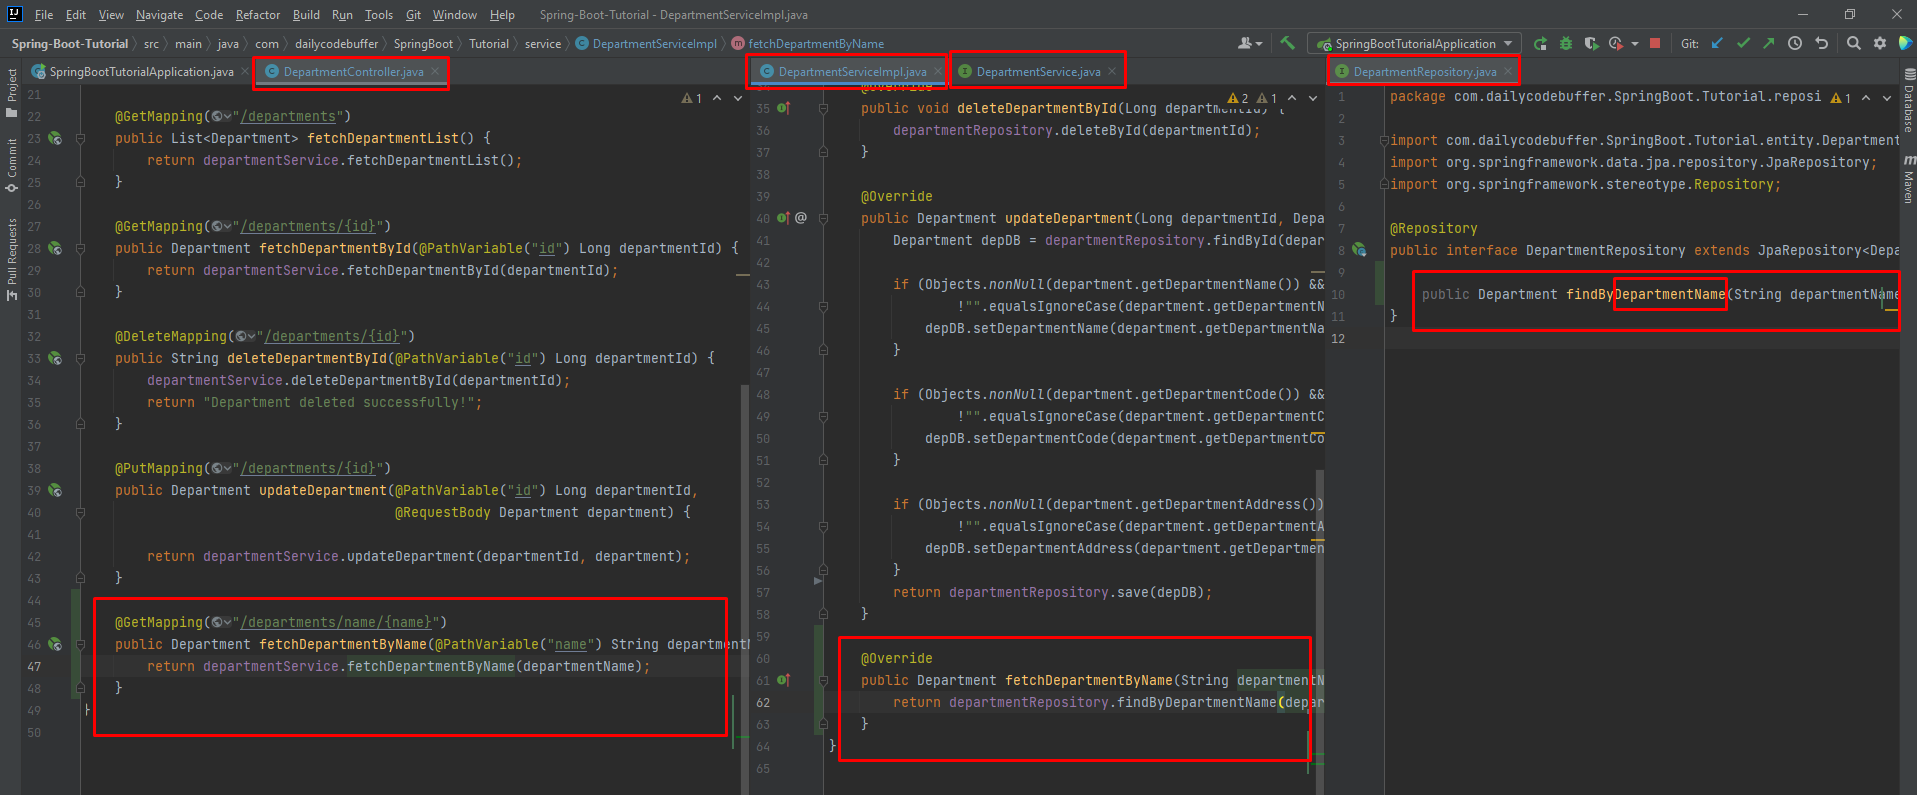 File Edit View Navigate Code Refactor Build Run Tools Git Window Help Spring-Boot-Tutorial - DepartmentServiceImpl.java
Spring-Boot-Tutorial src main java com dailycodebuffer SpringBoot Tutorial service DepartmentServiceImpl fetchDepartmentByName SpringBootTutorialApplication Git:
Project
Commit
Pull Requests
SpringBootTutorialApplication.java DepartmentController.java
1
21
22 @GetMapping("/departments")
23 public List<Department> fetchDepartmentList() {
24 return departmentService.fetchDepartmentList();
25 }
26
27 @GetMapping("/departments/{id}")
28 public Department fetchDepartmentById(@PathVariable("id") Long departmentId) {
29 return departmentService.fetchDepartmentById(departmentId);
30 }
31
32 @DeleteMapping("/departments/{id}")
33 public String deleteDepartmentById(@PathVariable("id") Long departmentId) {
34 departmentService.deleteDepartmentById(departmentId);
35 return "Department deleted successfully!";
36 }
37
38 @PutMapping("/departments/{id}")
39 public Department updateDepartment(@PathVariable("id") Long departmentId,
40 @RequestBody Department department) {
41
42 return departmentService.updateDepartment(departmentId, department);
43 }
44
45 @GetMapping("/departments/name/{name}")
46 public Department fetchDepartmentByName(@PathVariable("name") String departmentN
47 return departmentService.fetchDepartmentByName(departmentName);
48 }
49 }
50
DepartmentServiceImpl.java DepartmentService.java
2 1
34 @Override
35 public void deleteDepartmentById(Long departmentId) {
36 departmentRepository.deleteById(departmentId);
37 }
38
39 @Override
40 @ public Department updateDepartment(Long departmentId, Depa
41 Department depDB = departmentRepository.findById(depar
42
43 if (Objects.nonNull(department.getDepartmentName()) &&
44 !"".equalsIgnoreCase(department.getDepartmentN
45 depDB.setDepartmentName(department.getDepartmentNa
46 }
47
48 if (Objects.nonNull(department.getDepartmentCode()) &&
49 !"".equalsIgnoreCase(department.getDepartmentC
50 depDB.setDepartmentCode(department.getDepartmentCo
51 }
52
53 if (Objects.nonNull(department.getDepartmentAddress())
54 !"".equalsIgnoreCase(department.getDepartmentA
55 depDB.setDepartmentAddress(department.getDepartmen
56 }
57 return departmentRepository.save(depDB);
58 }
59
60 @Override
61 public Department fetchDepartmentByName(String departmentN
62 return departmentRepository.findByDepartmentName(depar
63 }
64 }
65
DepartmentRepository.java
1
1 package com.dailycodebuffer.SpringBoot.Tutorial.reposi
2
3 import com.dailycodebuffer.SpringBoot.Tutorial.entity.Department
4 import org.springframework.data.jpa.repository.JpaRepository;
5 import org.springframework.stereotype.Repository;
6
7 @Repository
8 public interface DepartmentRepository extends JpaRepository<Depa
9
10 public Department findByDepartmentName(String departmentName
11 }
12
Database
Maven